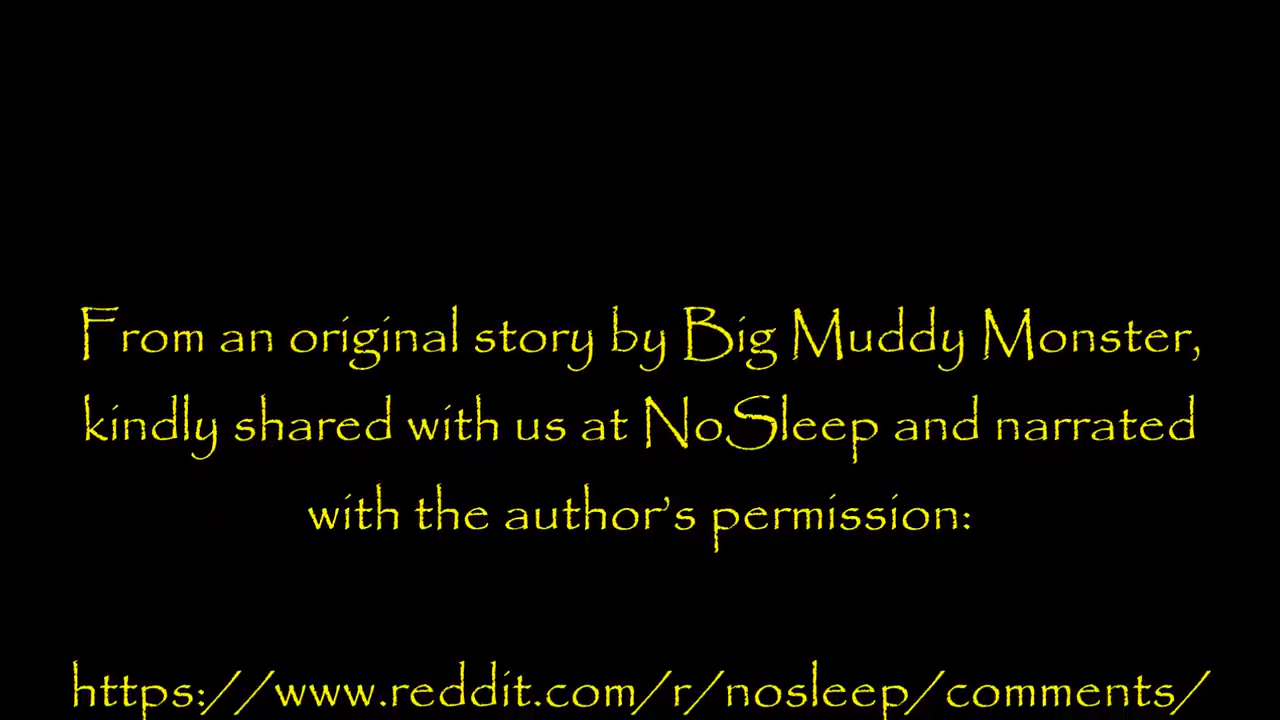 From an original story by Big Muddy Monster,
kindly shared with us at NoSleep and narrated
with the author’s permission:
https://www.reddit.com/r/nosleep/comments/